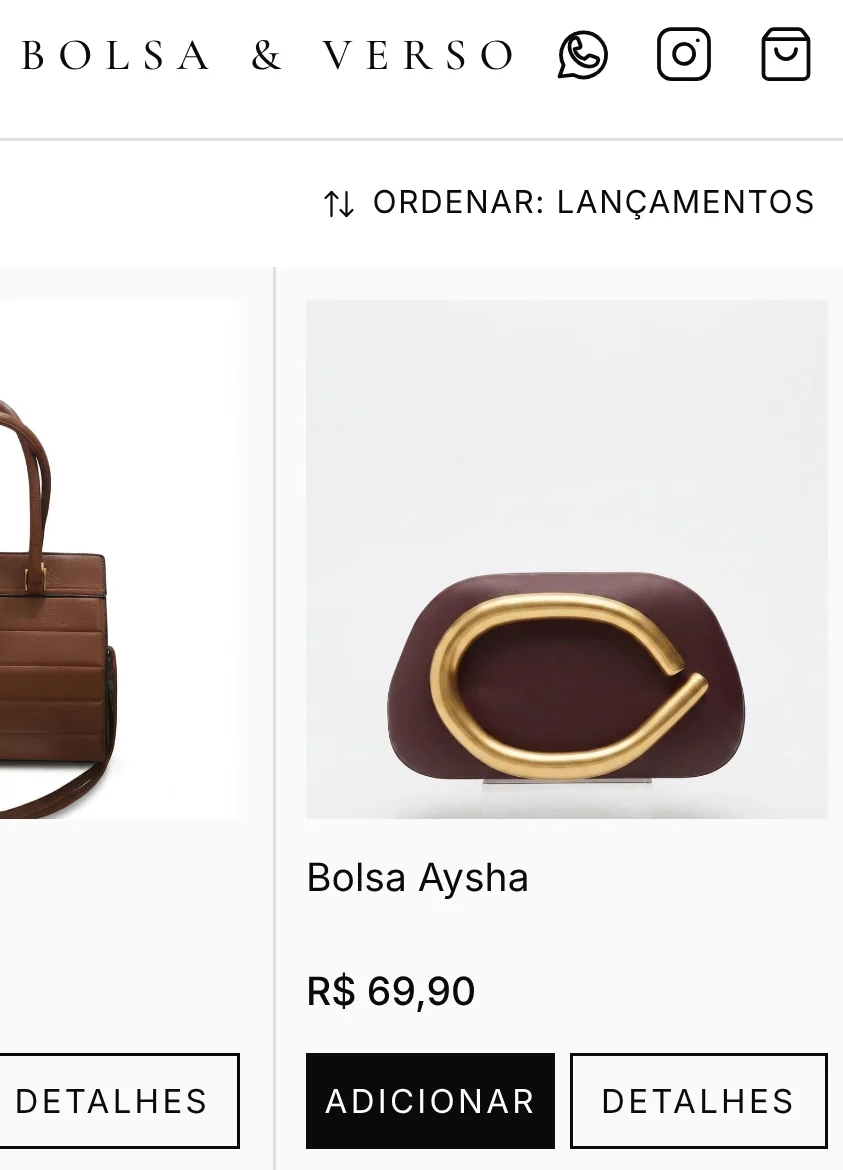 BOLSA & VERSO
ORDENAR: LANÇAMENTOS
Bolsa Aysha
R$ 69,90
DETALHES
ADICIONAR
DETALHES